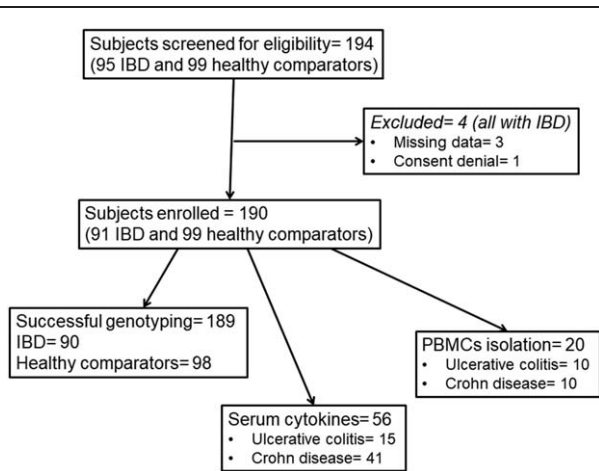 Subjects screened for eligibility= 194
(95 IBD and 99 healthy comparators)
Excluded= 4 (all with IBD)
• Missing data= 3
• Consent denial= 1
Subjects enrolled = 190
(91 IBD and 99 healthy comparators)
Successful genotyping= 189
IBD= 90
Healthy comparators= 98
PBMCs isolation= 20
• Ulcerative colitis= 10
• Crohn disease= 10
Serum cytokines= 56
• Ulcerative colitis= 15
• Crohn disease= 41